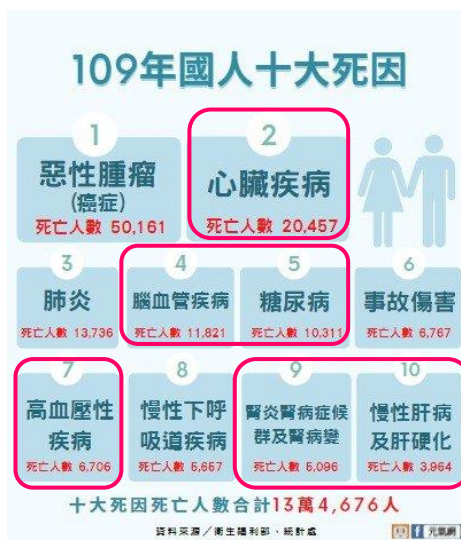 109年國人十大死因
1
惡性腫瘤
(癌症)
死亡人數 50,161
2
心臟疾病
死亡人數 20,457
3
肺炎
死亡人數 13,736
4
腦血管疾病
死亡人數 11,821
5
糖尿病
死亡人數 10,311
6
事故傷害
死亡人數 6,767
7
高血壓性
疾病
死亡人數 6,706
8
慢性下呼
吸道疾病
死亡人數 5,657
9
腎炎腎病症候
群及腎病變
死亡人數 5,096
10
慢性肝病
及肝硬化
死亡人數 3,964
十大死因死亡人數合計13萬4,676人
資料來源／衛生福利部、統計處
元氣網